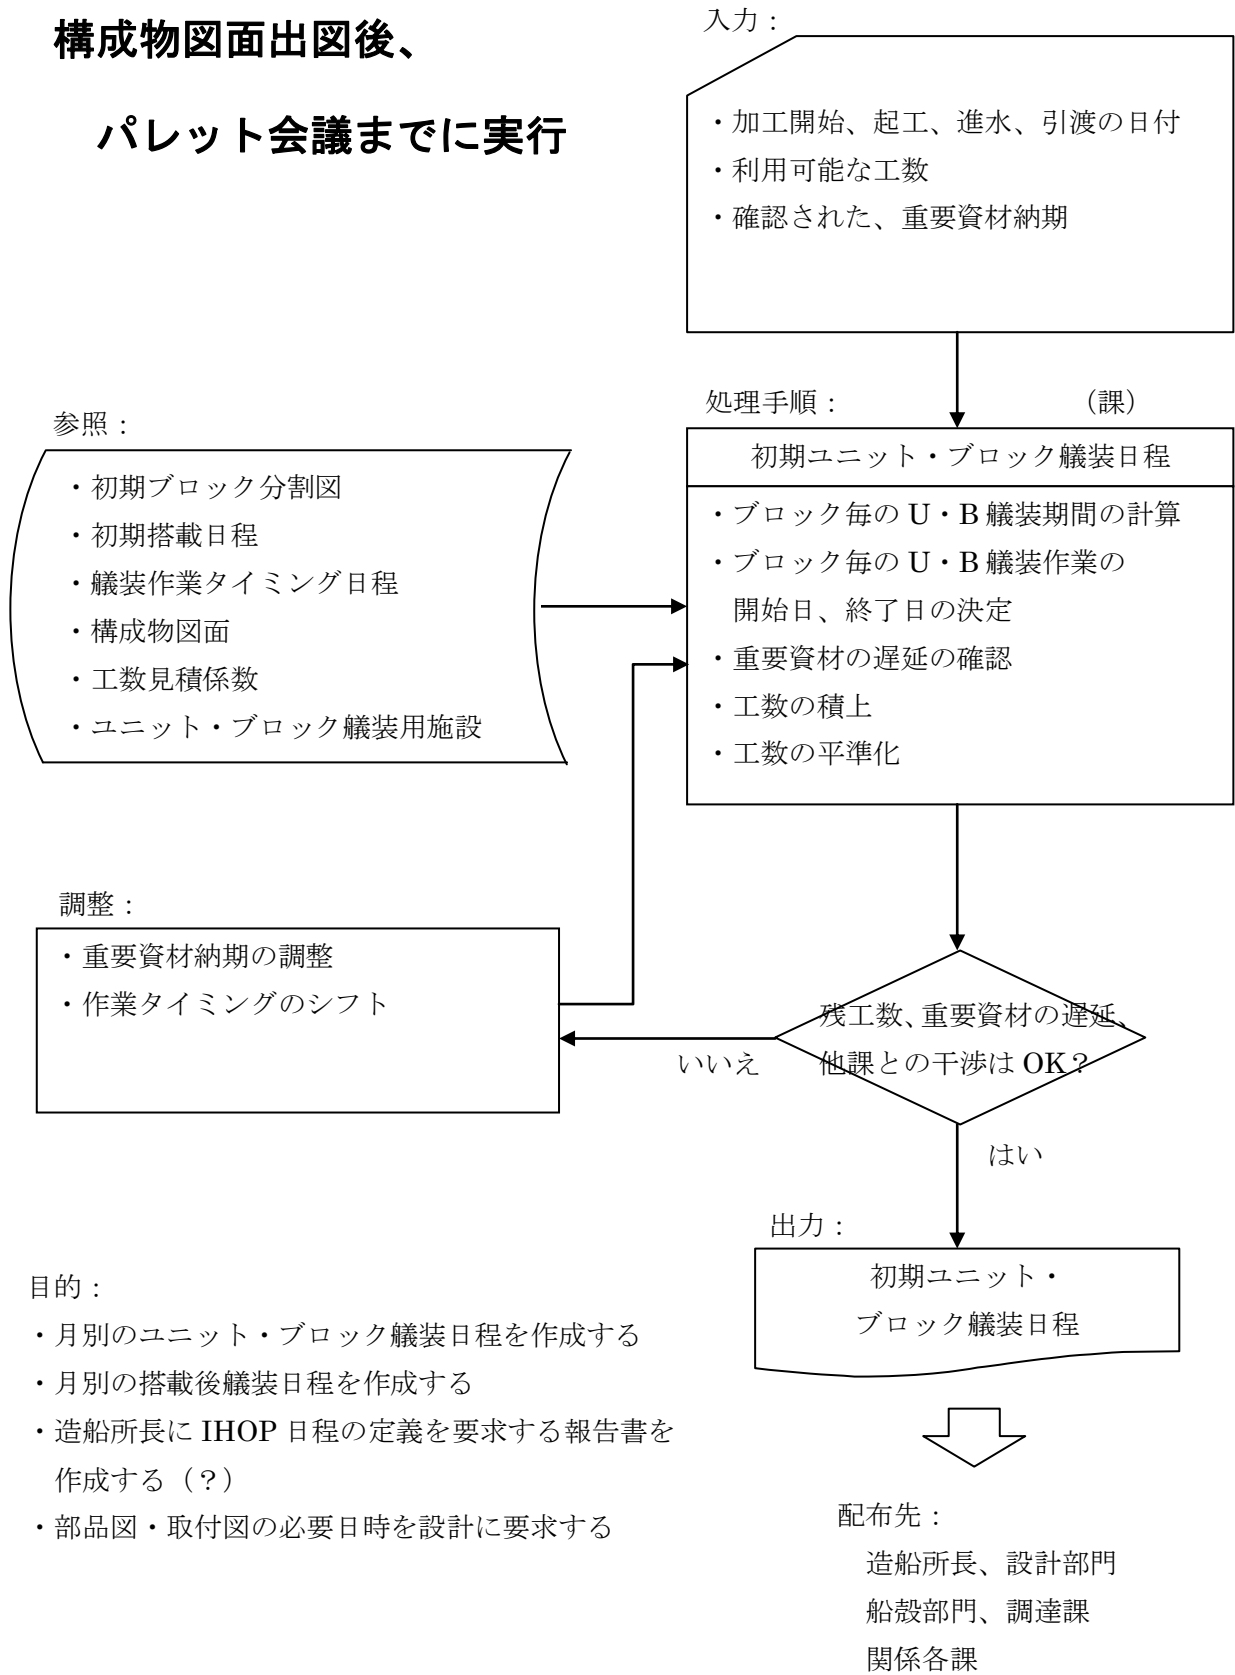 構成物図面出図後、
パレット会議までに実行
入力：
・加工開始、起工、進水、引渡の日付
・利用可能な工数
・確認された、重要資材納期
処理手順：　（課）
初期ユニット・ブロック艤装日程
・ブロック毎の U・B 艤装期間の計算
・ブロック毎の U・B 艤装作業の
開始日、終了日の決定
・重要資材の遅延の確認
・工数の積上
・工数の平準化
参照：
・初期ブロック分割図
・初期搭載日程
・艤装作業タイミング日程
・構成物図面
・工数見積係数
・ユニット・ブロック艤装用施設
調整：
・重要資材納期の調整
・作業タイミングのシフト
残工数、重要資材の遅延、
他課との干渉は OK？
いいえ
はい
出力：
初期ユニット・
ブロック艤装日程
目的：
・月別のユニット・ブロック艤装日程を作成する
・月別の搭載後艤装日程を作成する
・造船所長に IHOP 日程の定義を要求する報告書を
作成する（？）
・部品図・取付図の必要日時を設計に要求する
配布先：
造船所長、設計部門
船殻部門、調達課
関係各課